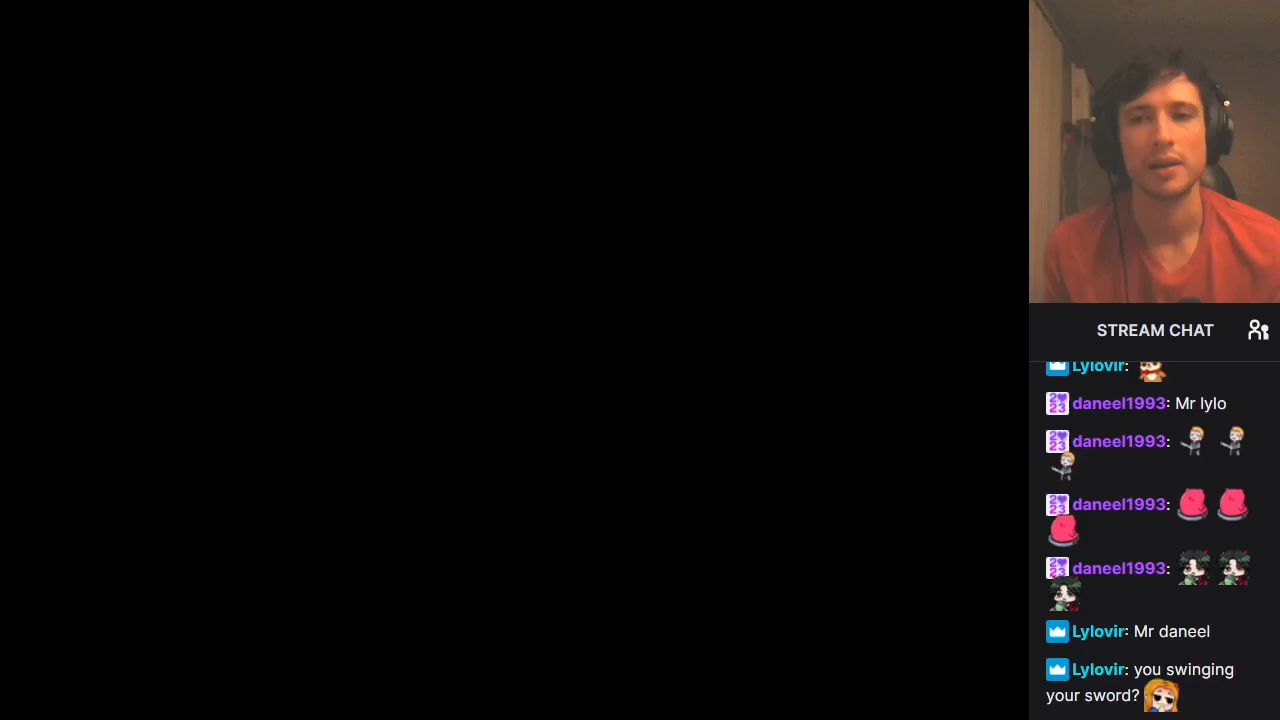 STREAM CHAT
Lylovir:
daneel1993: Mr lylo
daneel1993:
daneel1993:
daneel1993:
Lylovir: Mr daneel
Lylovir: you swinging
your sword?